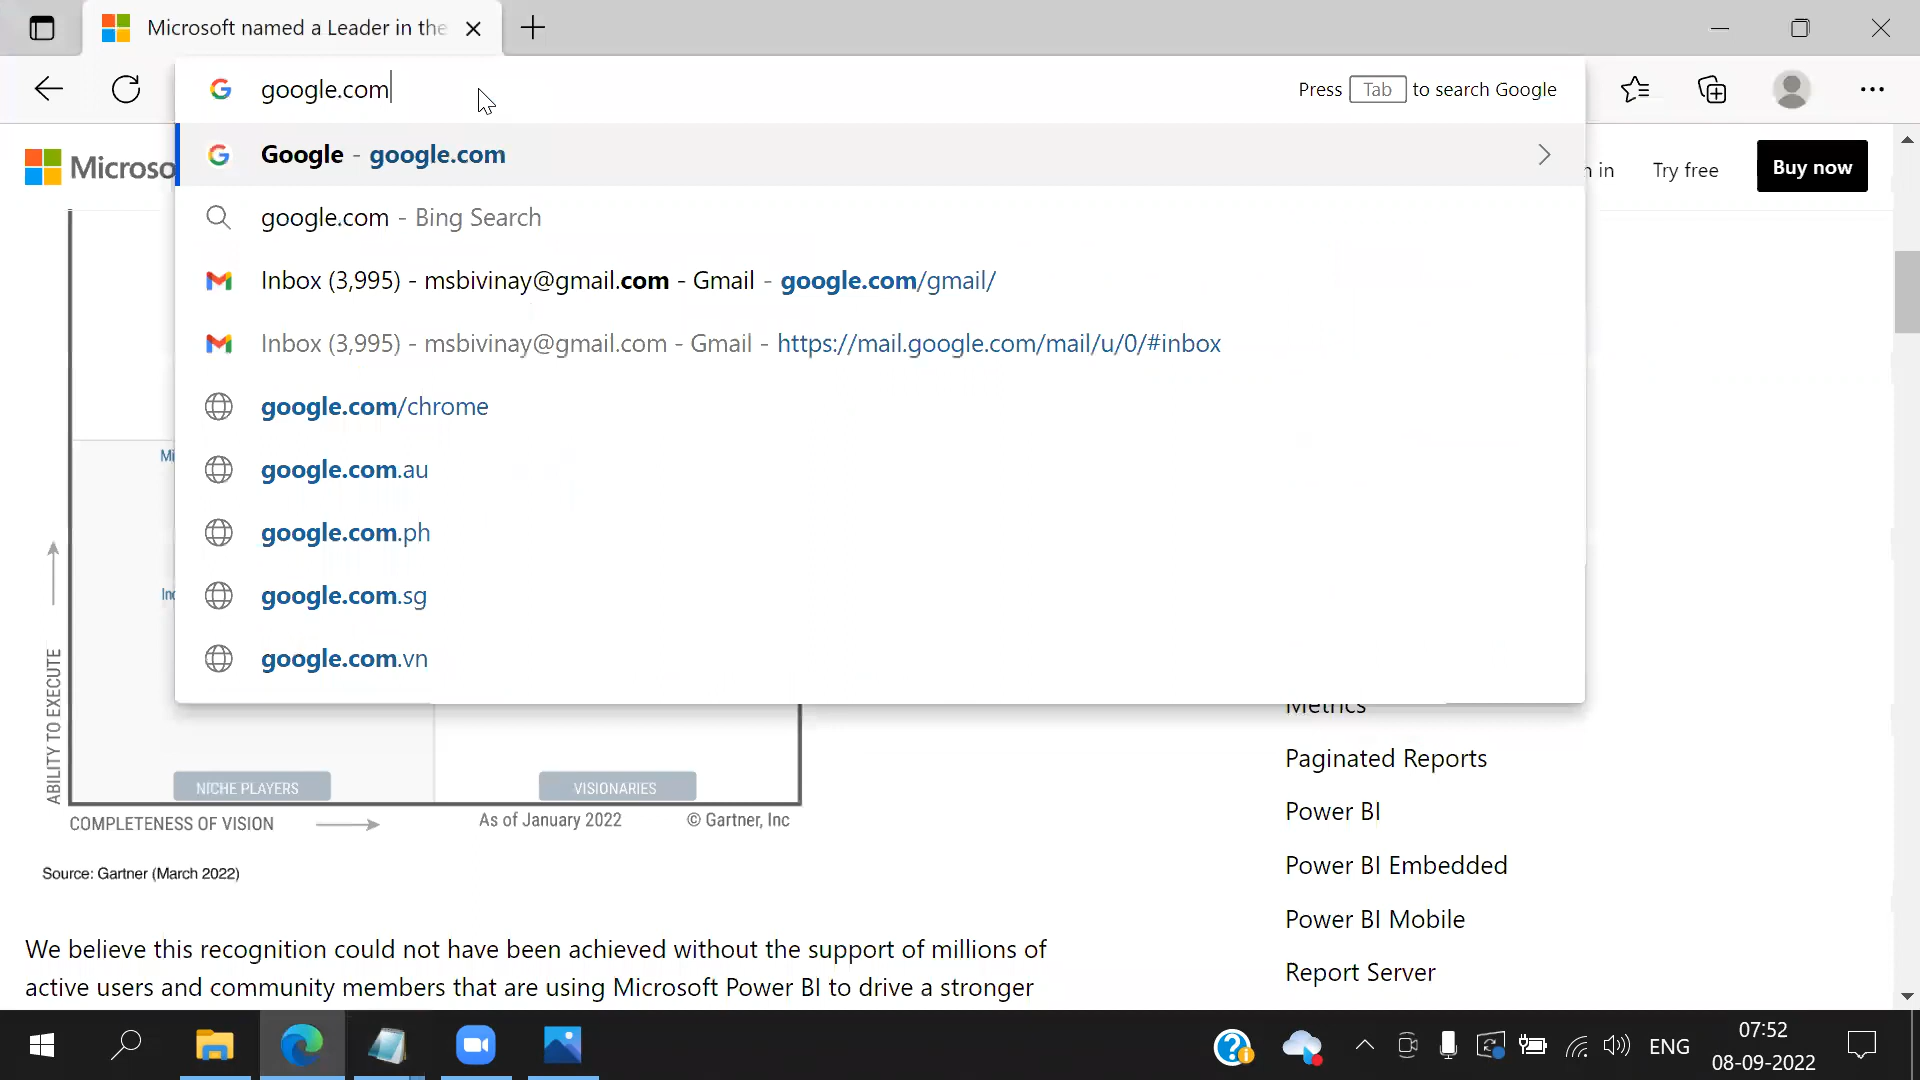 Microsoft named a Leader in the
google.com
Press Tab to search Google
Google - google.com
google.com - Bing Search
Inbox (3,995) - msbivinay@gmail.com - Gmail - google.com/gmail/
Inbox (3,995) - msbivinay@gmail.com - Gmail - https://mail.google.com/mail/u/0/#inbox
google.com/chrome
google.com.au
google.com.ph
google.com.sg
google.com.vn
Microso
n in
Try free
Buy now
Mi
Inc
ABILITY TO EXECUTE
NICHE PLAYERS
VISIONARIES
COMPLETENESS OF VISION
As of January 2022
© Gartner, Inc
Source: Gartner (March 2022)
We believe this recognition could not have been achieved without the support of millions of
active users and community members that are using Microsoft Power BI to drive a stronger
Metrics
Paginated Reports
Power BI
Power BI Embedded
Power BI Mobile
Report Server
ENG
07:52
08-09-2022